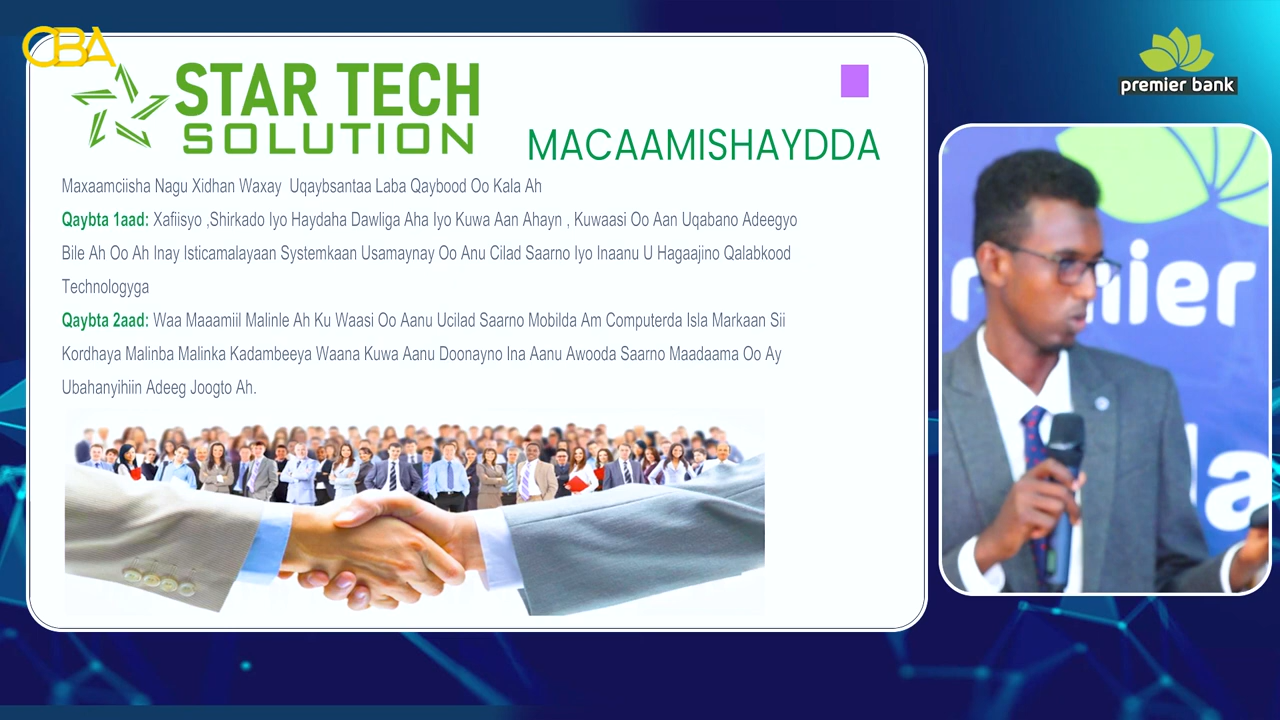 CBA
STAR TECH
SOLUTION
MACAAMISHAYDDA
Maxaamciisha Nagu Xidhan Waxay Uqaybsantaa Laba Qaybood Oo Kala Ah
Qaybta 1aad: Xafiisyo ,Shirkado Iyo Haydaha Dawliga Aha Iyo Kuwa Aan Ahayn , Kuwaasi Oo Aan Uqabano Adeegyo
Bile Ah Oo Ah Inay Isticamalayaan Systemkaan Usamaynay Oo Anu Cilad Saarno Iyo Inaanu U Hagaajino Qalabkood
Technologyga
Qaybta 2aad: Waa Maaamiil Malinle Ah Ku Waasi Oo Aanu Ucilad Saarno Mobilda Am Computerda Isla Markaan Sii
Kordhaya Malinba Malinka Kadambeeya Waana Kuwa Aanu Doonayno Ina Aanu Awooda Saarno Maadaama Oo Ay
Ubahanyihiin Adeeg Joogto Ah.
premier bank